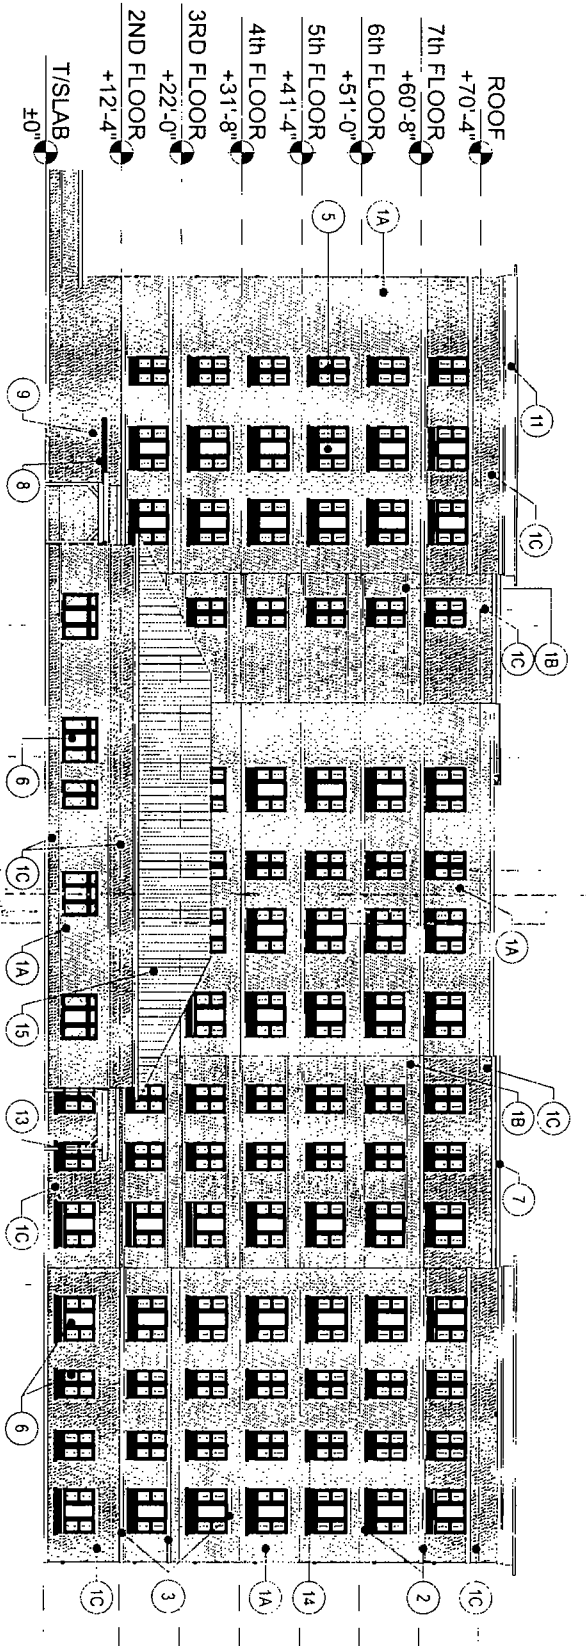 ROOF
+70'-4"
7th FLOOR
+60'-8"
6th FLOOR
+51'-0"
5th FLOOR
+41'-4"
4th FLOOR
+31'-8"
3RD FLOOR
+22'-0"
2ND FLOOR
+12'-4"
T/SLAB
±0"
1A
5
11
1C
1B
1C
1A
1C
1B
7
1C
2
14
1A
3
1C
9
8
6
1C
1A
15
13
1C
6